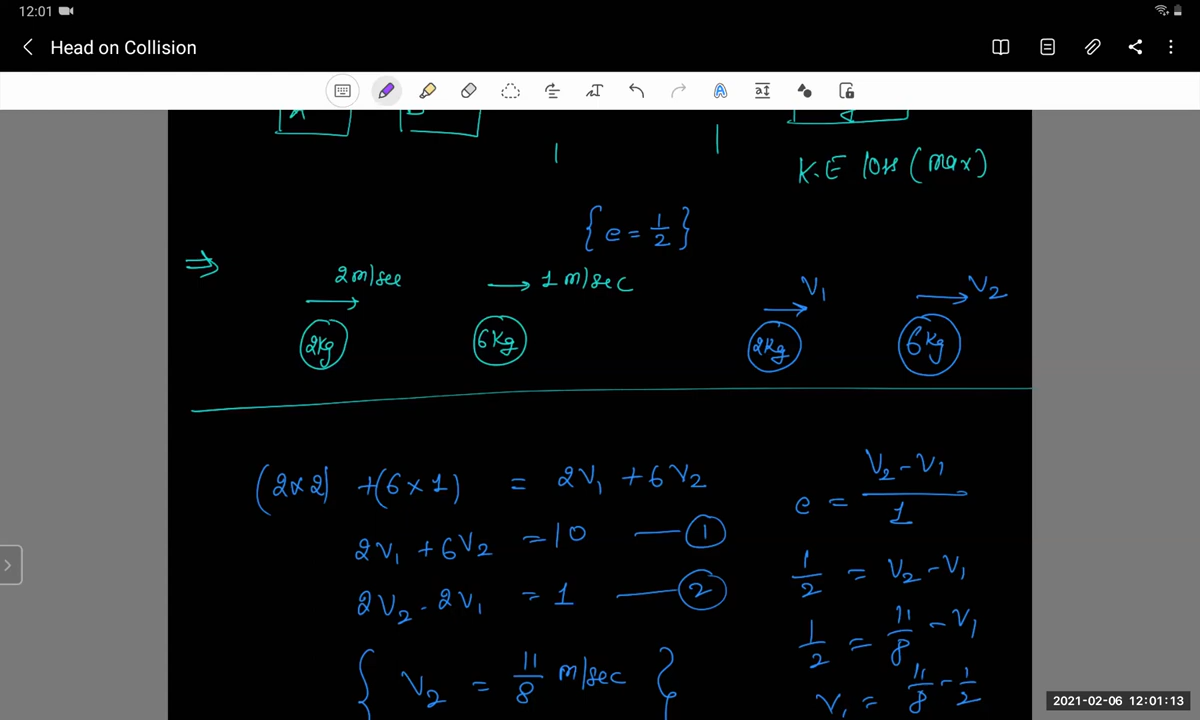 12:01
Head on Collision
K.E loss (max)
{ e = 1/2 }
⇒
2 m/sec → 1 m/sec → V1 → V2
2Kg 6Kg 2Kg 6Kg
(2×2) + (6×1) = 2V1 + 6V2
e = (V2 - V1)/1
2V1 + 6V2 = 10 — 1
1/2 = V2 - V1
2V2 - 2V1 = 1 — 2
1/2 = 11/8 - V1
{ V2 = 11/8 m/sec }
V1 = 11/8 - 1/2
2021-02-06 12:01:13